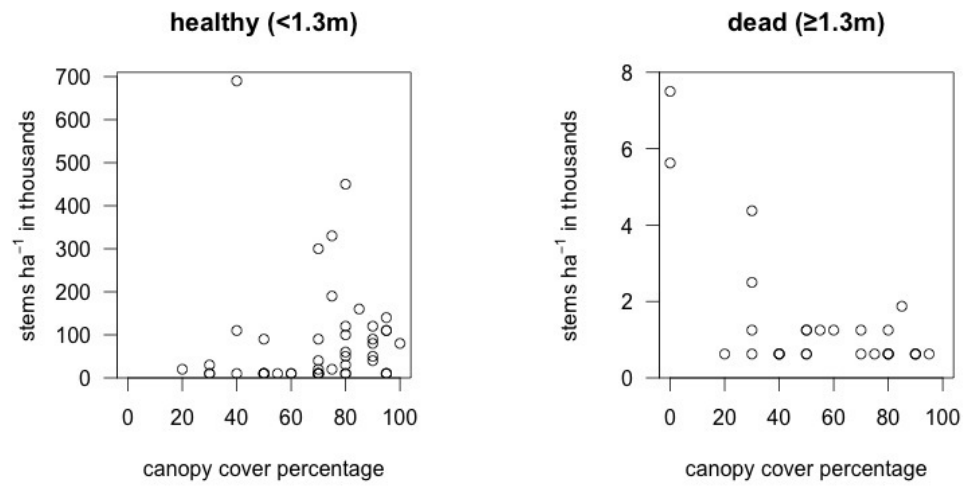 healthy (<1.3m)
stems ha⁻¹ in thousands
700
600
500
400
300
200
100
0
0 20 40 60 80 100
canopy cover percentage
dead (≥1.3m)
stems ha⁻¹ in thousands
8
6
4
2
0
0 20 40 60 80 100
canopy cover percentage